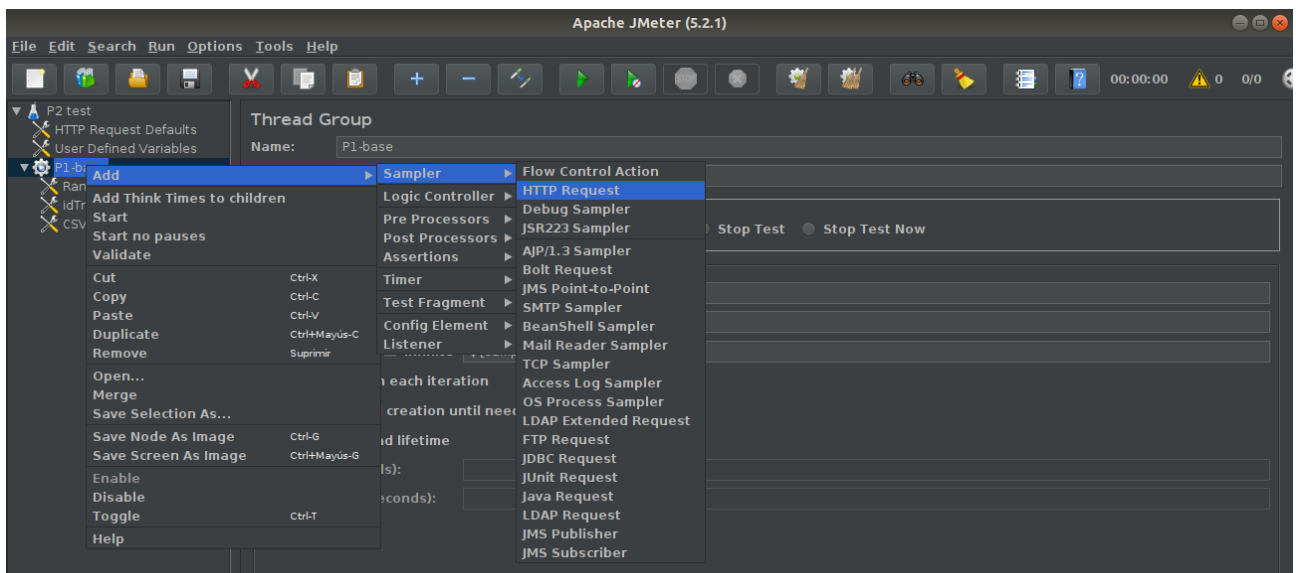 Apache JMeter (5.2.1)
File Edit Search Run Options Tools Help
00:00:00 0 0/0
P2 test
HTTP Request Defaults
User Defined Variables
P1-b
Ran
idTr
CSV
Thread Group
Name: P1-base
Add
Add Think Times to children
Start
Start no pauses
Validate
Cut Ctrl-X
Copy Ctrl-C
Paste Ctrl-V
Duplicate Ctrl+Mayús-C
Remove Suprimir
Open...
Merge
Save Selection As...
Save Node As Image Ctrl-G
Save Screen As Image Ctrl+Mayús-G
Enable
Disable
Toggle Ctrl-T
Help
Sampler
Logic Controller
Pre Processors
Post Processors
Assertions
Timer
Test Fragment
Config Element
Listener
Flow Control Action
HTTP Request
Debug Sampler
JSR223 Sampler
AJP/1.3 Sampler
Bolt Request
JMS Point-to-Point
SMTP Sampler
BeanShell Sampler
Mail Reader Sampler
TCP Sampler
Access Log Sampler
OS Process Sampler
LDAP Extended Request
FTP Request
JDBC Request
JUnit Request
Java Request
LDAP Request
JMS Publisher
JMS Subscriber
Stop Test Stop Test Now
each iteration
creation until need
d lifetime
ds):
econds):